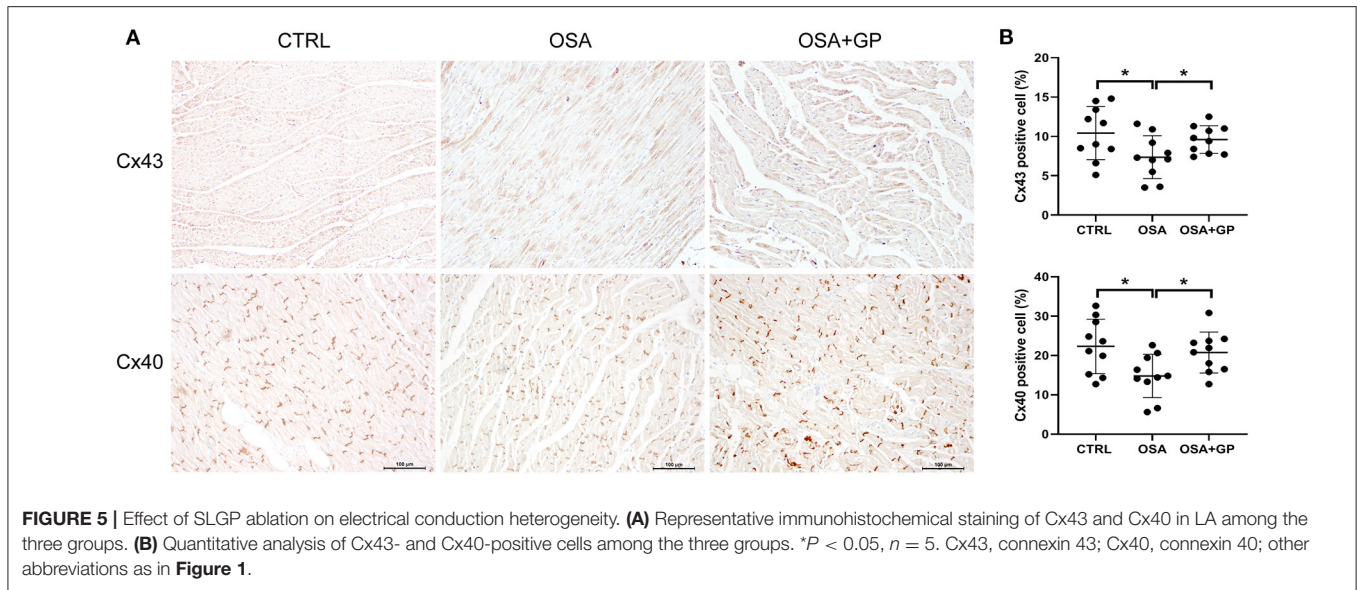 A
CTRL
OSA
OSA+GP
Cx43
Cx40
100 µm
100 µm
100 µm
B
Cx43 positive cell (%)
20
15
10
5
0
*
*
CTRL OSA OSA+GP
Cx40 positive cell (%)
40
30
20
10
0
*
*
CTRL OSA OSA+GP
FIGURE 5 | Effect of SLGP ablation on electrical conduction heterogeneity. (A) Representative immunohistochemical staining of Cx43 and Cx40 in LA among the
three groups. (B) Quantitative analysis of Cx43- and Cx40-positive cells among the three groups. *P < 0.05, n = 5. Cx43, connexin 43; Cx40, connexin 40; other
abbreviations as in Figure 1.